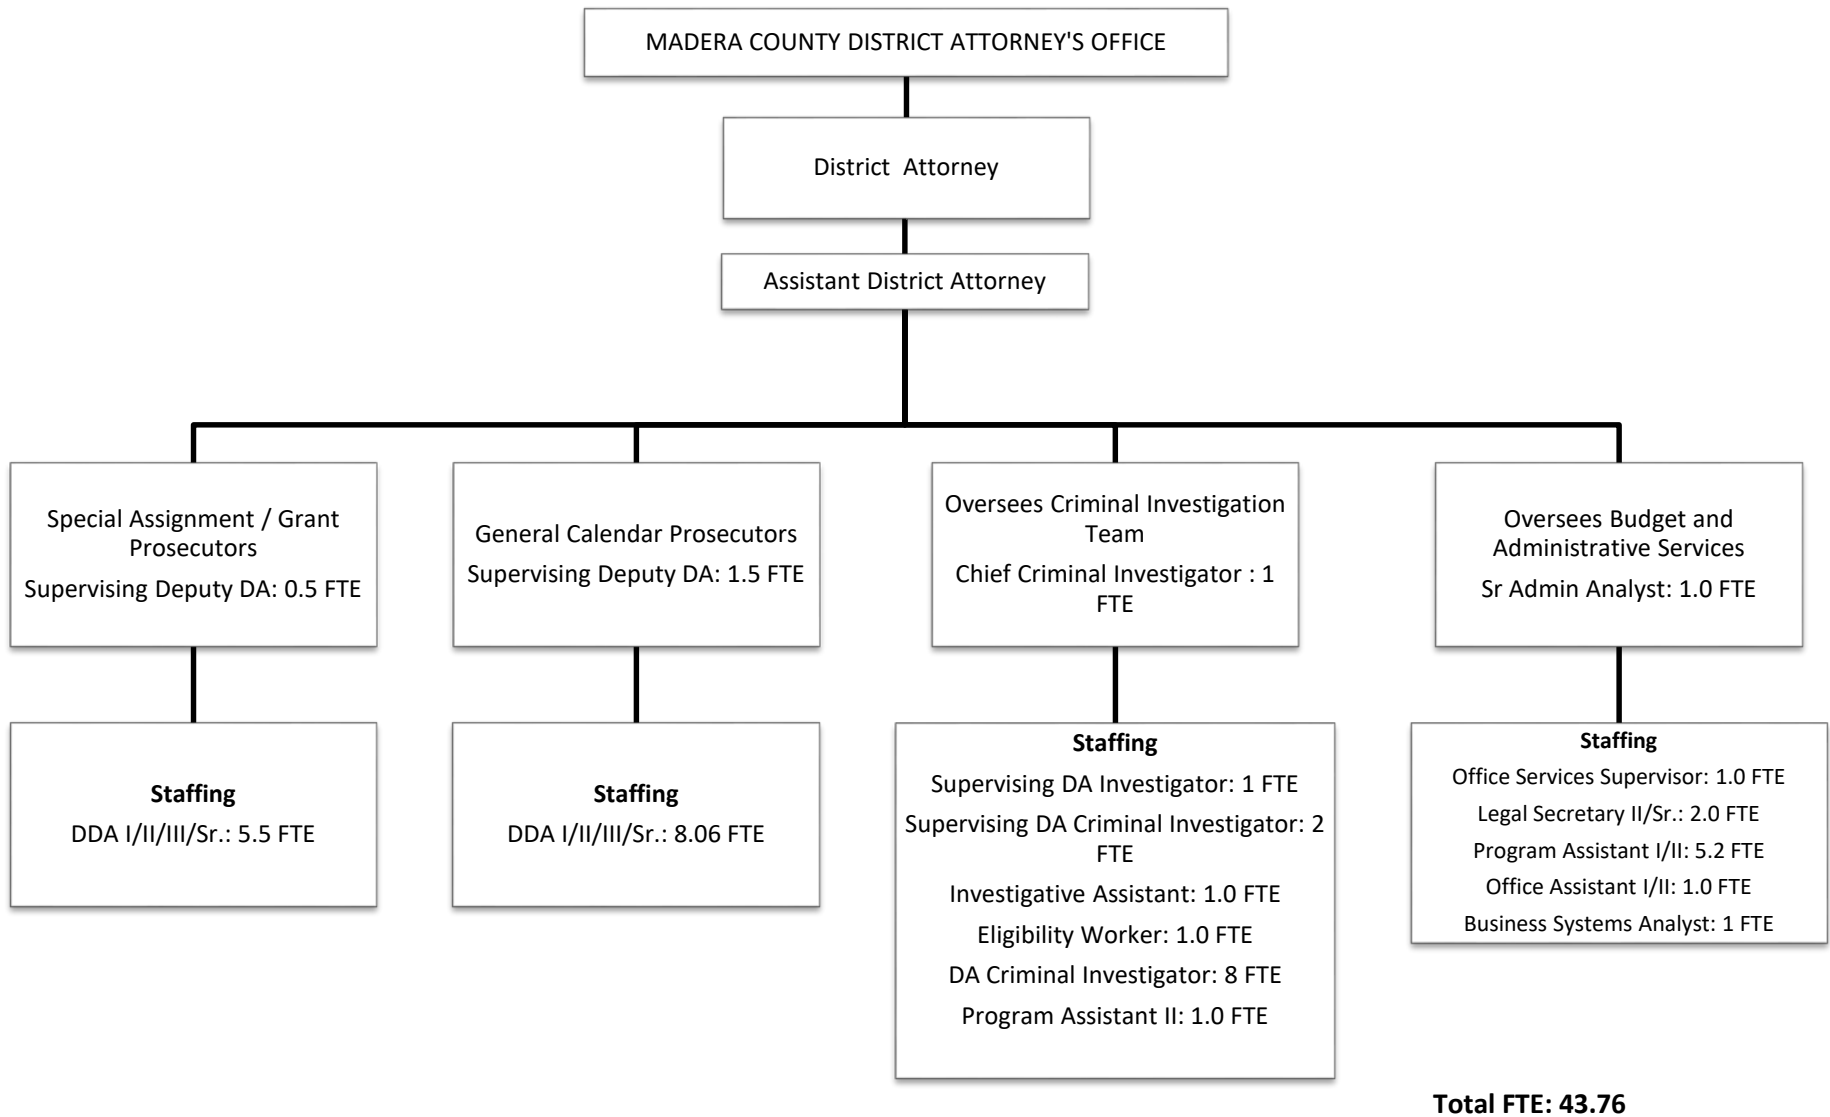 MADERA COUNTY DISTRICT ATTORNEY'S OFFICE
District Attorney
Assistant District Attorney
Special Assignment / Grant
Prosecutors
Supervising Deputy DA: 0.5 FTE
General Calendar Prosecutors
Supervising Deputy DA: 1.5 FTE
Oversees Criminal Investigation
Team
Chief Criminal Investigator : 1
FTE
Oversees Budget and
Administrative Services
Sr Admin Analyst: 1.0 FTE
Staffing
DDA I/II/III/Sr.: 5.5 FTE
Staffing
DDA I/II/III/Sr.: 8.06 FTE
Staffing
Supervising DA Investigator: 1 FTE
Supervising DA Criminal Investigator: 2
FTE
Investigative Assistant: 1.0 FTE
Eligibility Worker: 1.0 FTE
DA Criminal Investigator: 8 FTE
Program Assistant II: 1.0 FTE
Staffing
Office Services Supervisor: 1.0 FTE
Legal Secretary II/Sr.: 2.0 FTE
Program Assistant I/II: 5.2 FTE
Office Assistant I/II: 1.0 FTE
Business Systems Analyst: 1 FTE
Total FTE: 43.76